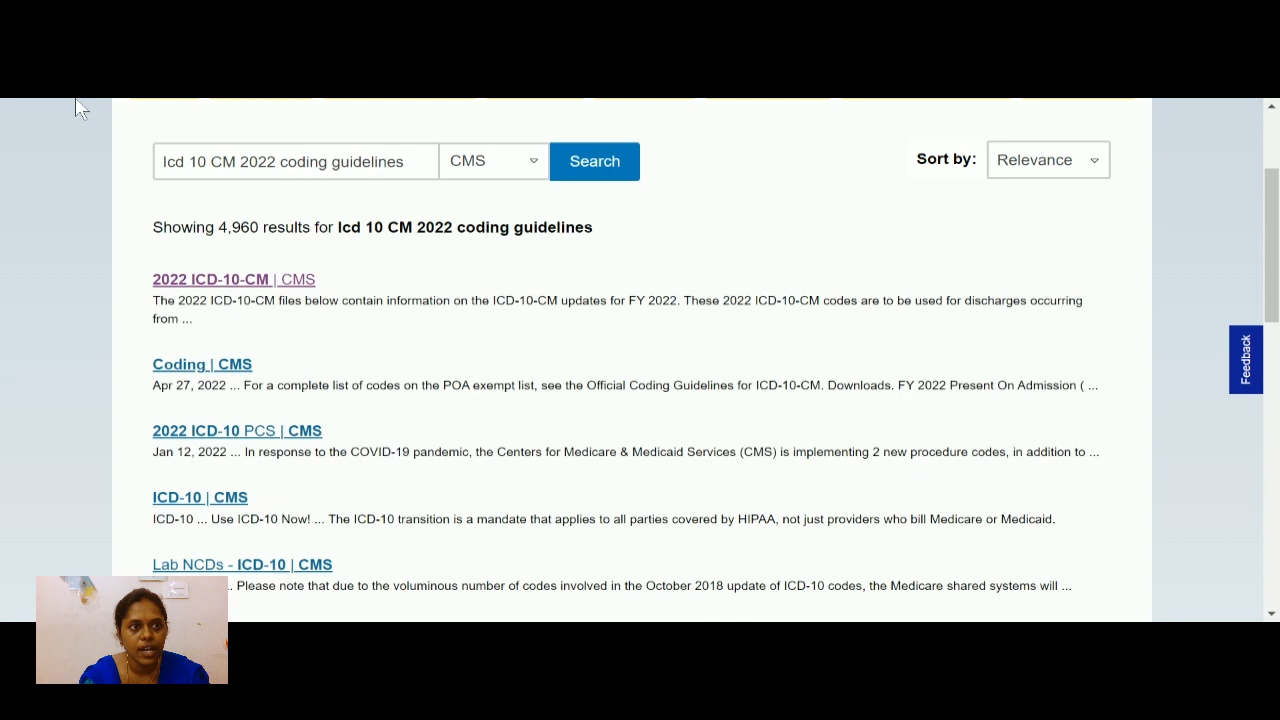 Icd 10 CM 2022 coding guidelines
CMS
Search
Sort by:
Relevance
Showing 4,960 results for Icd 10 CM 2022 coding guidelines
2022 ICD-10-CM | CMS
The 2022 ICD-10-CM files below contain information on the ICD-10-CM updates for FY 2022. These 2022 ICD-10-CM codes are to be used for discharges occurring
from ...
Coding | CMS
Apr 27, 2022 ... For a complete list of codes on the POA exempt list, see the Official Coding Guidelines for ICD-10-CM. Downloads. FY 2022 Present On Admission ( ...
Feedback
2022 ICD-10 PCS | CMS
Jan 12, 2022 ... In response to the COVID-19 pandemic, the Centers for Medicare & Medicaid Services (CMS) is implementing 2 new procedure codes, in addition to ...
ICD-10 | CMS
ICD-10 ... Use ICD-10 Now! ... The ICD-10 transition is a mandate that applies to all parties covered by HIPAA, not just providers who bill Medicare or Medicaid.
Lab NCDs - ICD-10 | CMS
.. Please note that due to the voluminous number of codes involved in the October 2018 update of ICD-10 codes, the Medicare shared systems will ...